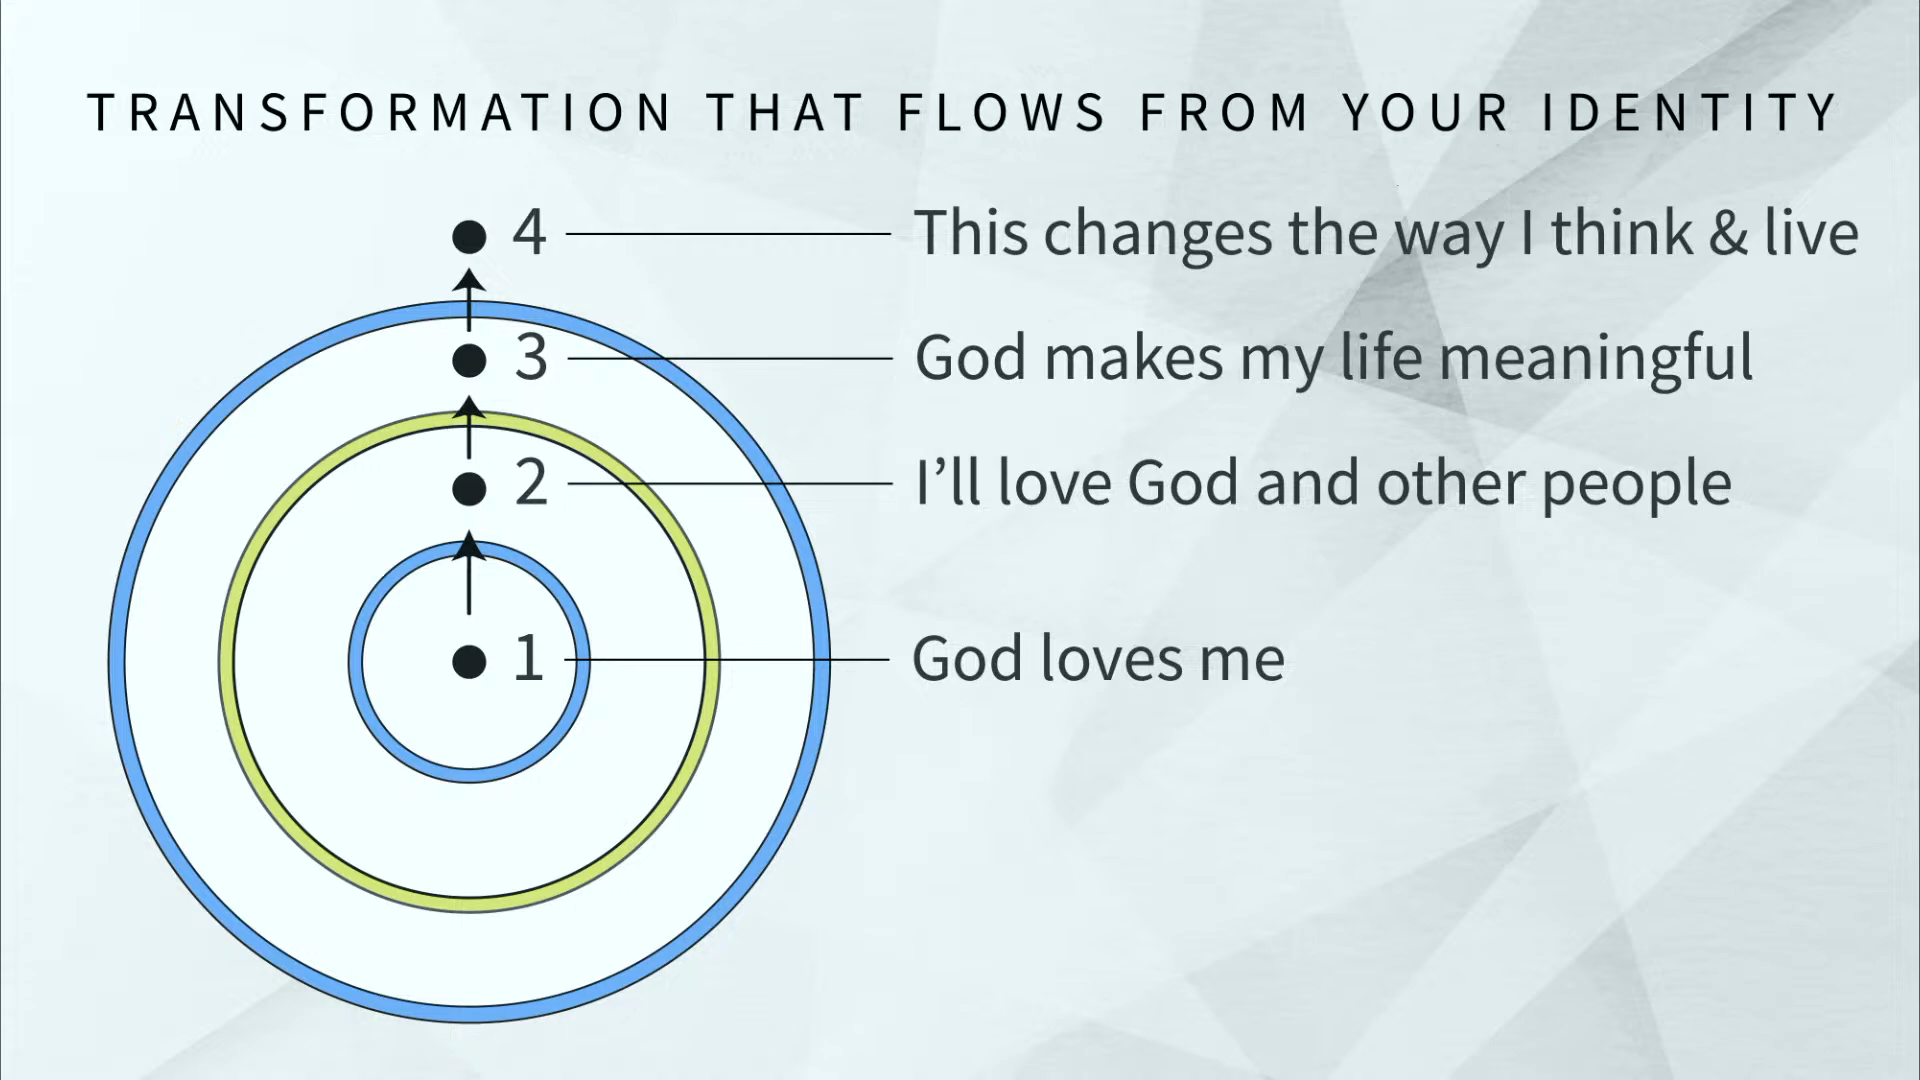 TRANSFORMATION THAT FLOWS FROM YOUR IDENTITY
4 This changes the way I think & live
3 God makes my life meaningful
2 I’ll love God and other people
1 God loves me